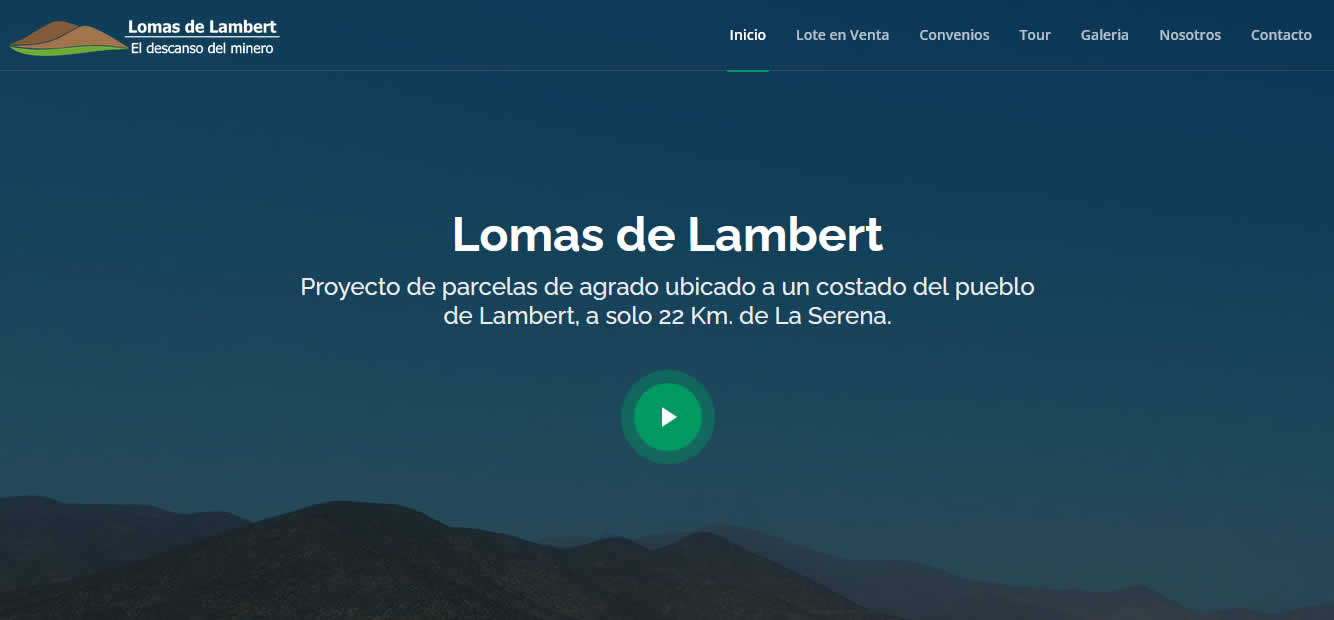 Lomas de Lambert
El descanso del minero
Inicio
Lote en Venta
Convenios
Tour
Galeria
Nosotros
Contacto
Lomas de Lambert
Proyecto de parcelas de agrado ubicado a un costado del pueblo
de Lambert, a solo 22 Km. de La Serena.